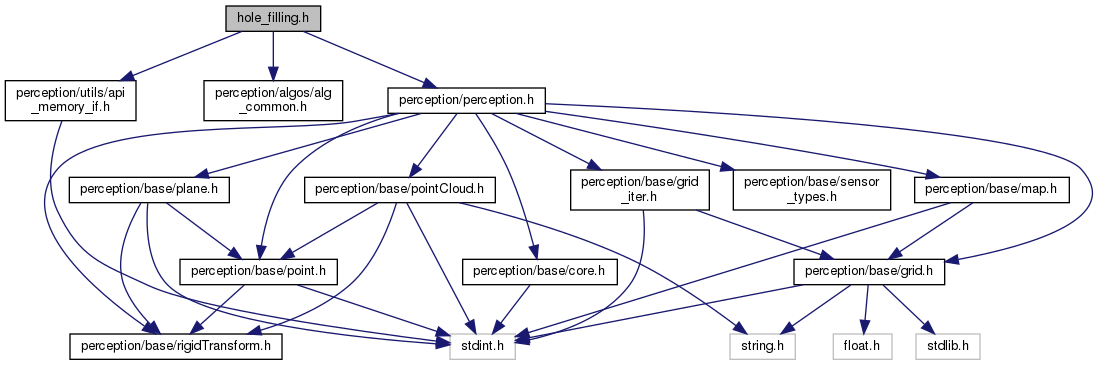 hole_filling.h
perception/utils/api
_memory_if.h
perception/algos/alg
_common.h
perception/perception.h
perception/base/plane.h
perception/base/pointCloud.h
perception/base/grid
_iter.h
perception/base/sensor
_types.h
perception/base/map.h
perception/base/point.h
perception/base/core.h
perception/base/grid.h
perception/base/rigidTransform.h
stdint.h
string.h
float.h
stdlib.h